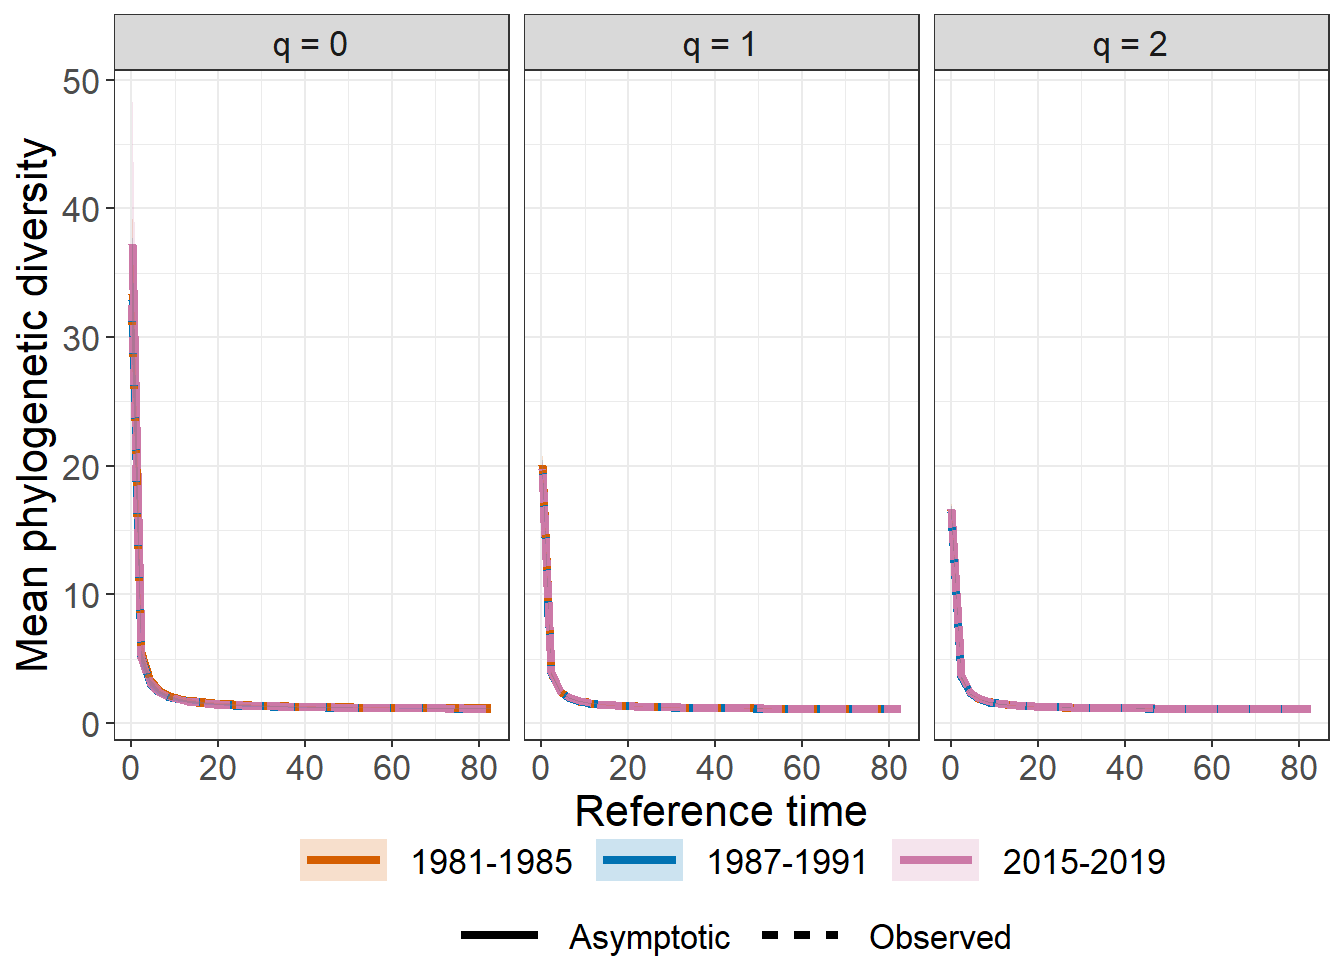 q = 0
q = 1
q = 2
Mean phylogenetic diversity
50
40
30
20
10
0
0 20 40 60 80
0 20 40 60 80
0 20 40 60 80
Reference time
1981-1985 1987-1991 2015-2019
Asymptotic Observed